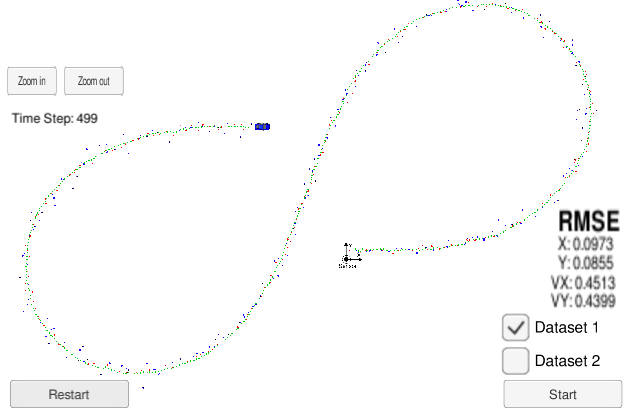 Zoom in
Zoom out
Time Step: 499
RMSE
X: 0.0973
Y: 0.0855
VX: 0.4513
VY: 0.4399
Dataset 1
Dataset 2
Restart
Start